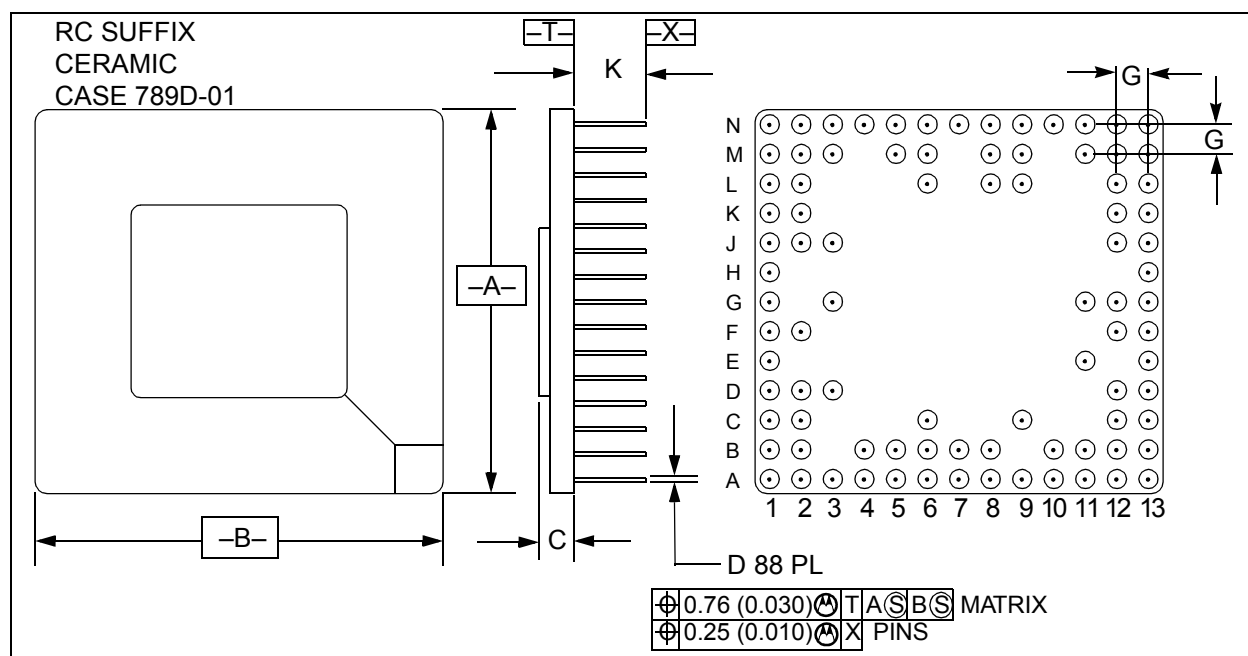 RC SUFFIX
CERAMIC
CASE 789D-01
–T–
–X–
K
G
G
–A–
–B–
C
N
M
L
K
J
H
G
F
E
D
C
B
A
1 2 3 4 5 6 7 8 9 10 11 12 13
D 88 PL
⌖ 0.76 (0.030) Ⓜ T A Ⓢ B Ⓢ MATRIX
⌖ 0.25 (0.010) Ⓜ X PINS